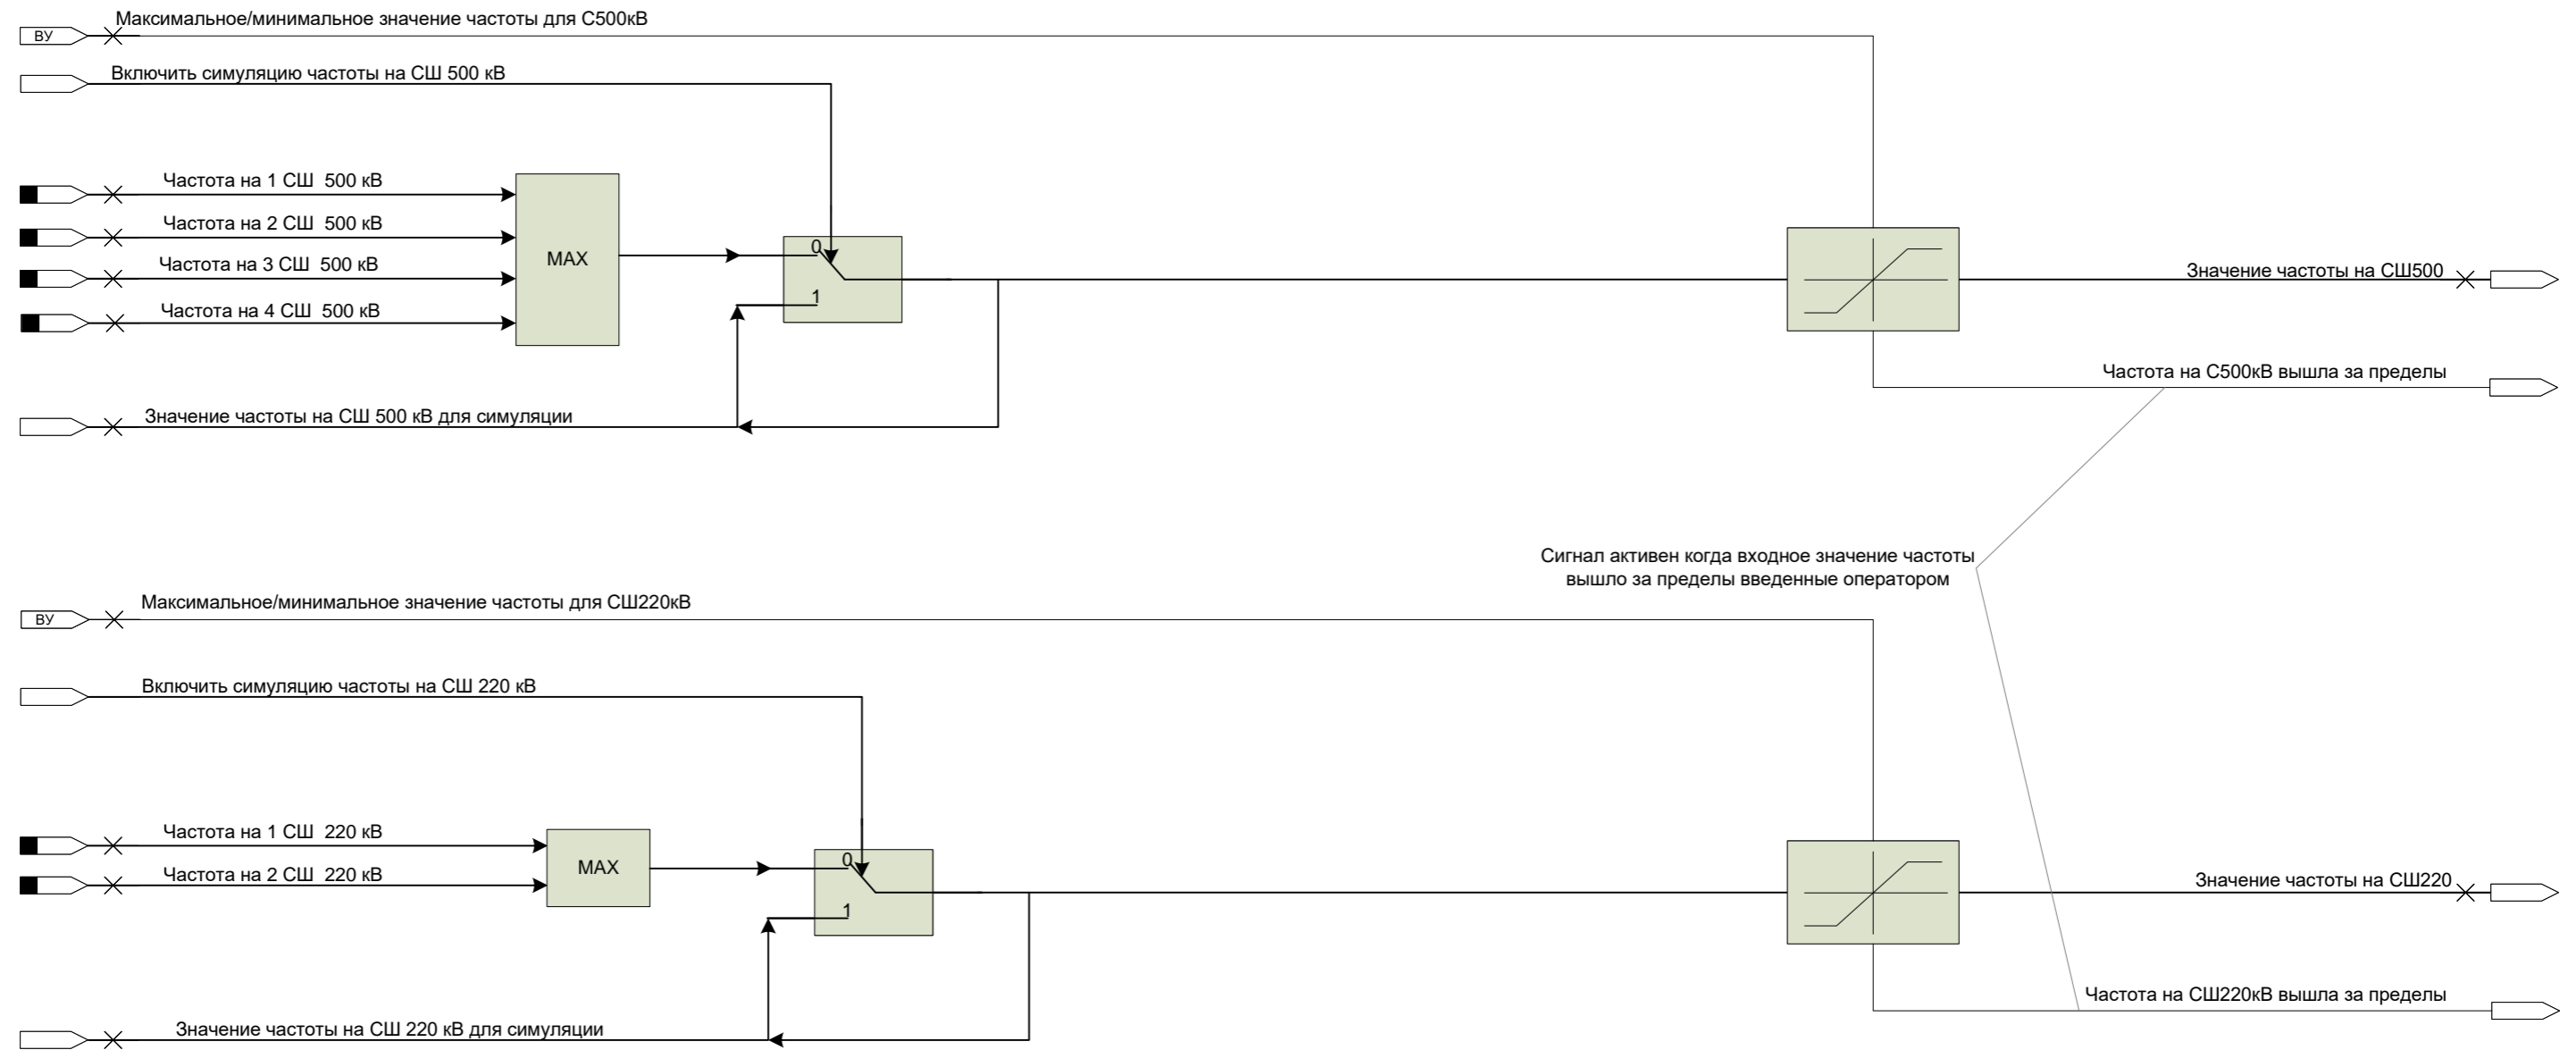 Максимальное/минимальное значение частоты для С500кВ
ВУ
Включить симуляцию частоты на СШ 500 кВ
Частота на 1 СШ 500 кВ
Частота на 2 СШ 500 кВ
Частота на 3 СШ 500 кВ
Частота на 4 СШ 500 кВ
MAX
0
1
Значение частоты на СШ500
Частота на С500кВ вышла за пределы
Значение частоты на СШ 500 кВ для симуляции
Сигнал активен когда входное значение частоты
вышло за пределы введенные оператором
Максимальное/минимальное значение частоты для СШ220кВ
ВУ
Включить симуляцию частоты на СШ 220 кВ
Частота на 1 СШ 220 кВ
Частота на 2 СШ 220 кВ
MAX
0
1
Значение частоты на СШ220
Частота на СШ220кВ вышла за пределы
Значение частоты на СШ 220 кВ для симуляции